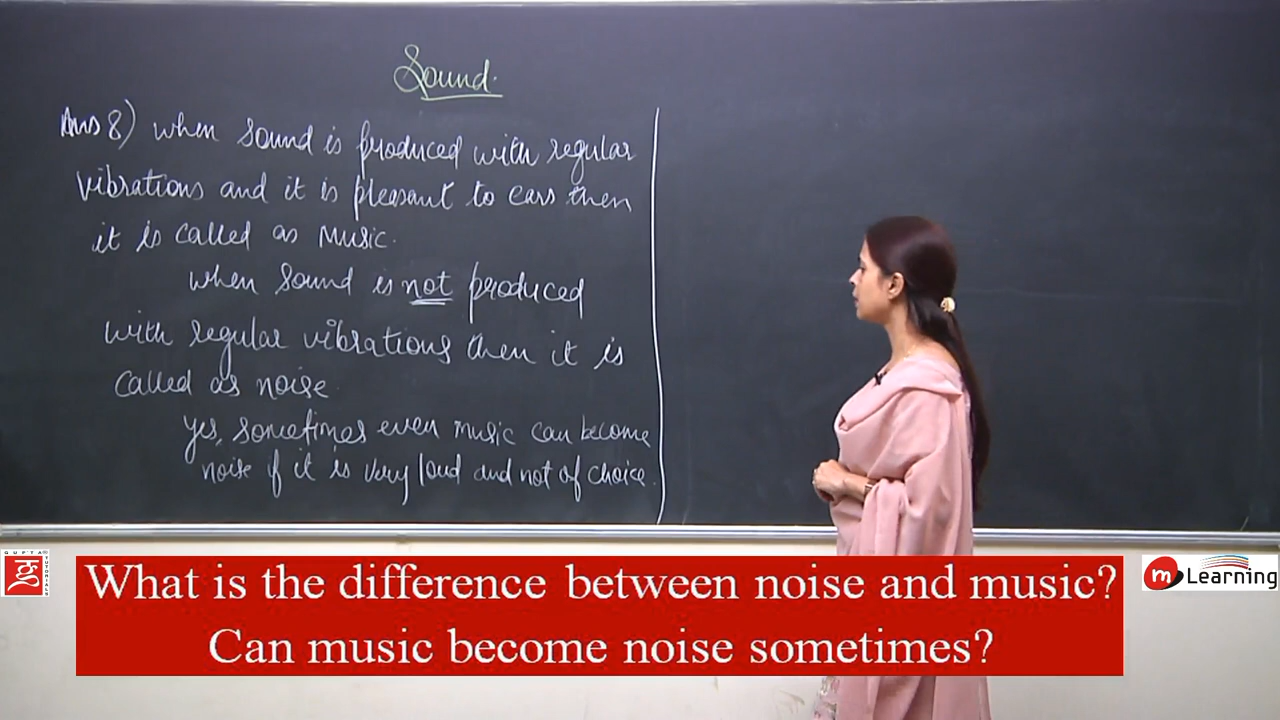 Sound.
Ans 8) when sound is produced with regular
vibrations and it is pleasant to ears then
it is called as music.
when sound is not produced
with regular vibrations then it is
called as noise.
yes, sometimes even music can become
noise if it is very loud and not of choice.
GUPTA
TUTORIALS
m Learning
What is the difference between noise and music?
Can music become noise sometimes?